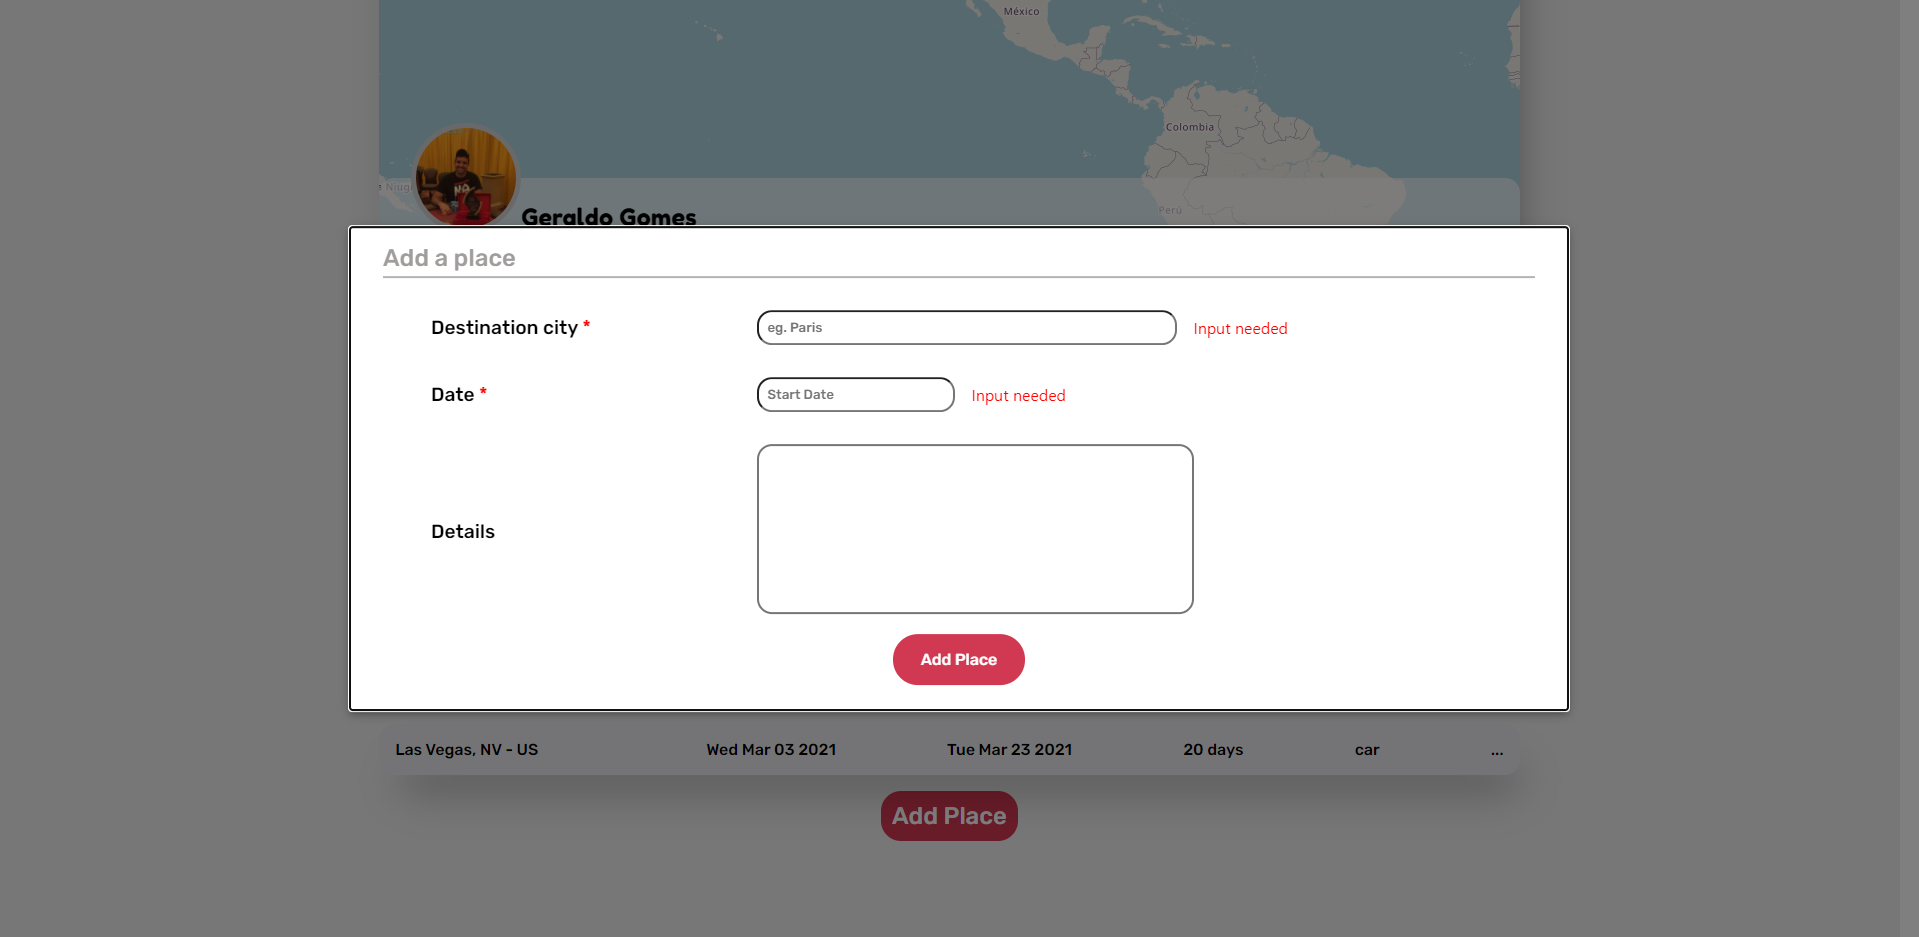 México
Colombia
Niug
Perú
Geraldo Gomes
Add a place
Destination city *
eg. Paris
Input needed
Date *
Start Date
Input needed
Details
Add Place
Las Vegas, NV - US Wed Mar 03 2021 Tue Mar 23 2021 20 days car ...
Add Place